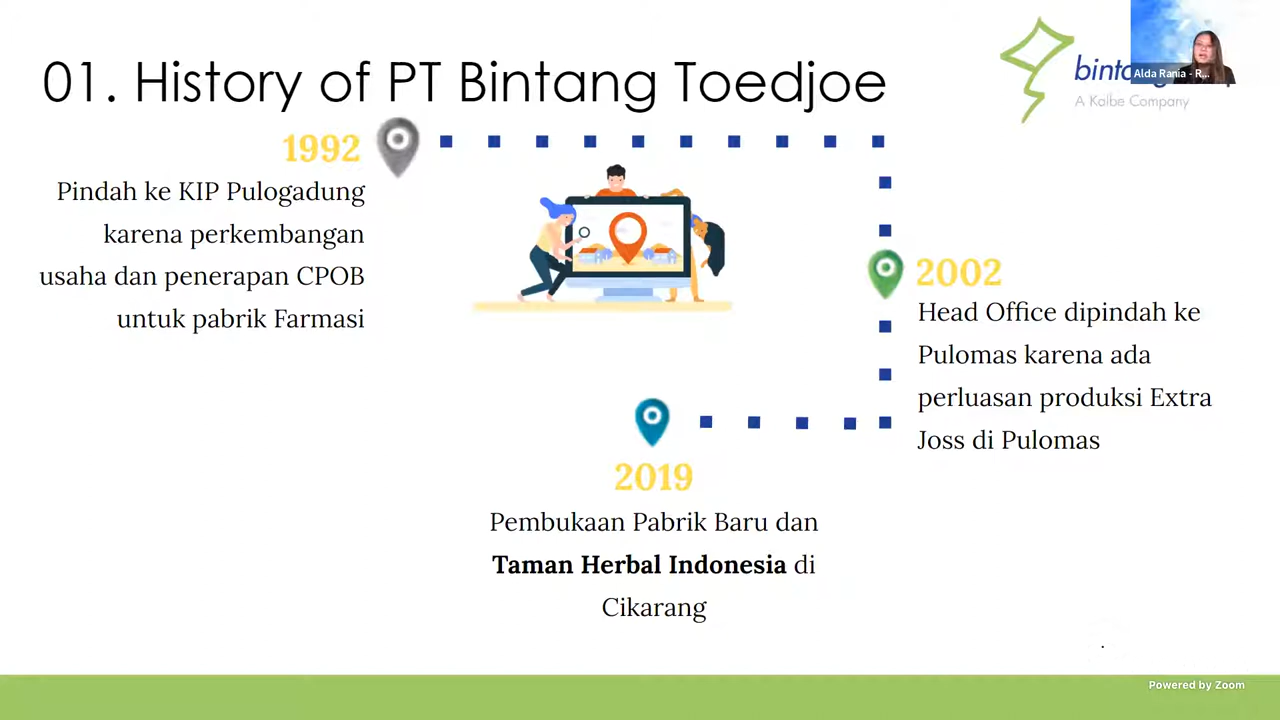 01. History of PT Bintang Toedjoe
A Kalbe Company
Alda Rania - R...
1992
Pindah ke KIP Pulogadung
karena perkembangan
usaha dan penerapan CPOB
untuk pabrik Farmasi
2002
Head Office dipindah ke
Pulomas karena ada
perluasan produksi Extra
Joss di Pulomas
2019
Pembukaan Pabrik Baru dan
Taman Herbal Indonesia di
Cikarang
Powered by Zoom